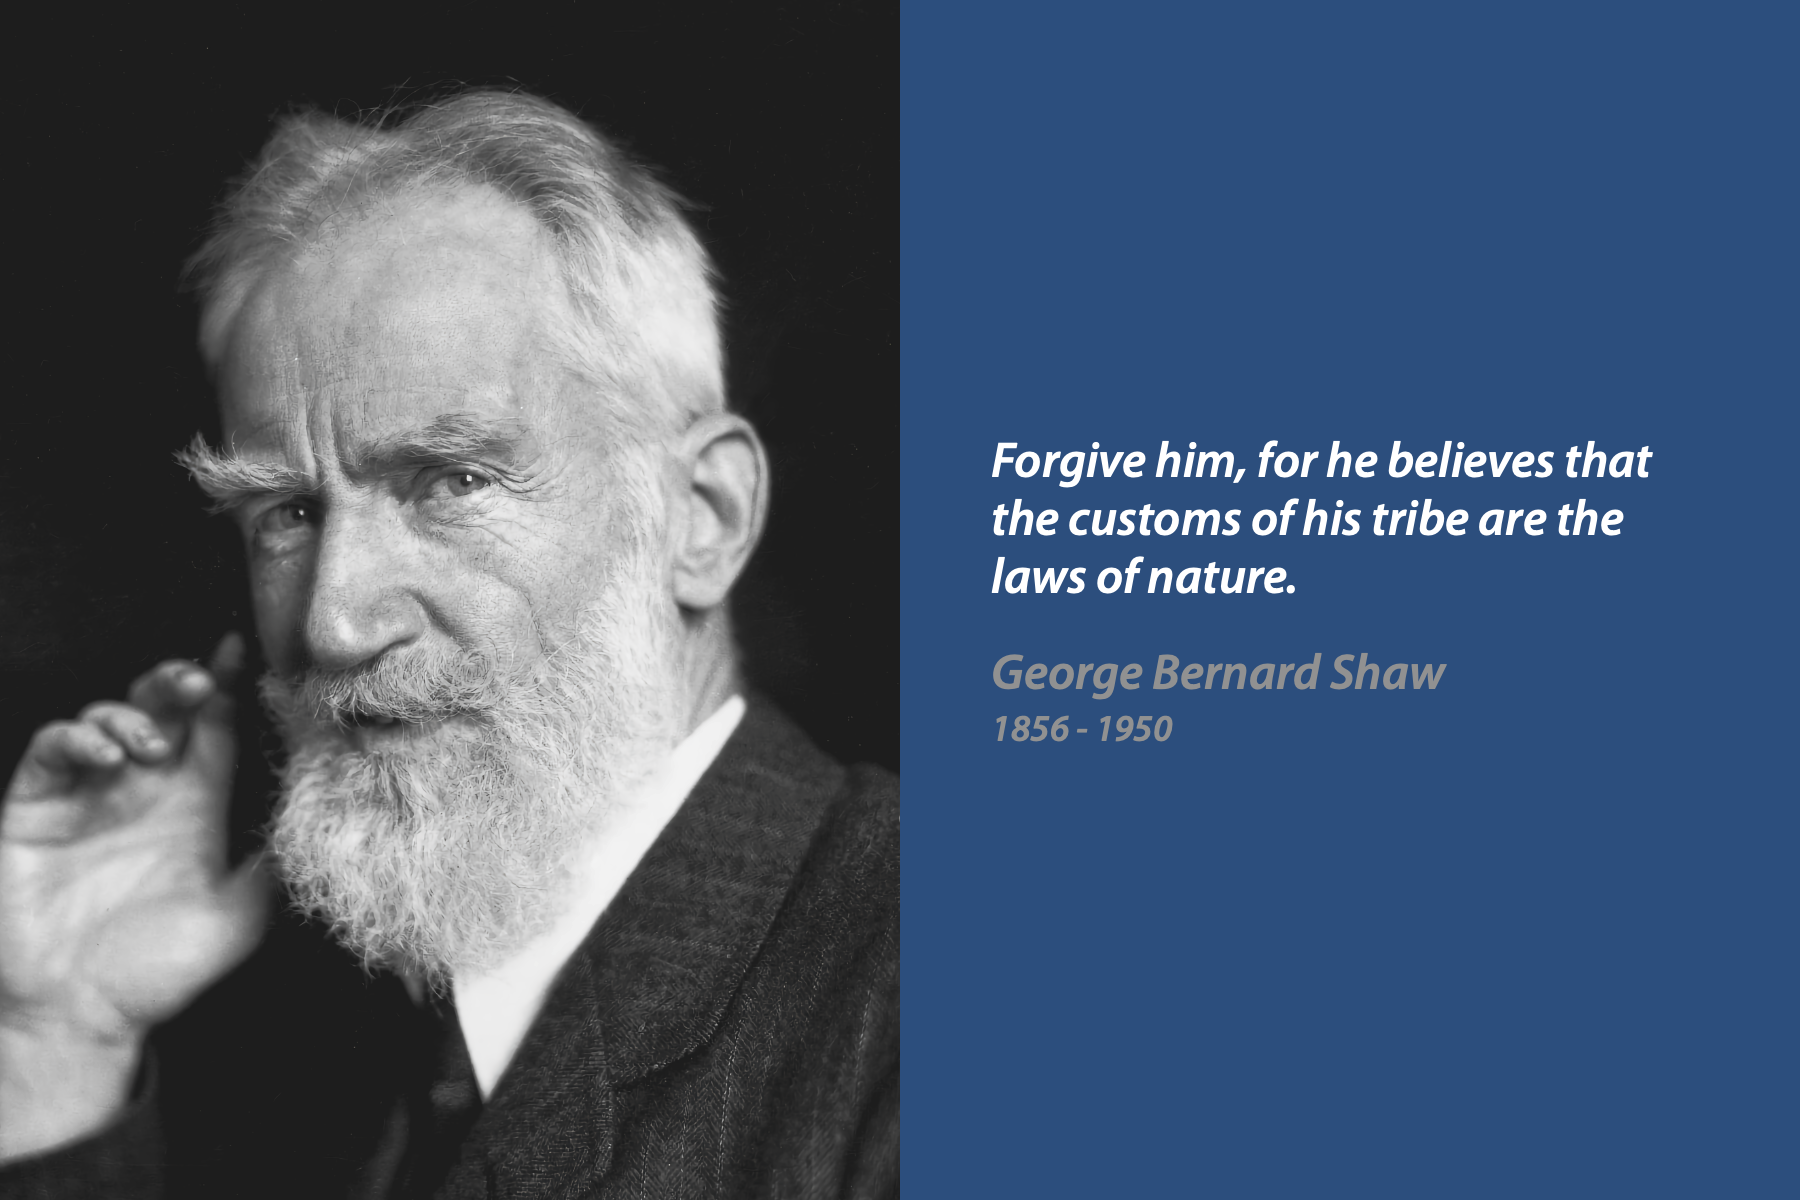 Forgive him, for he believes that
the customs of his tribe are the
laws of nature.
George Bernard Shaw
1856 - 1950